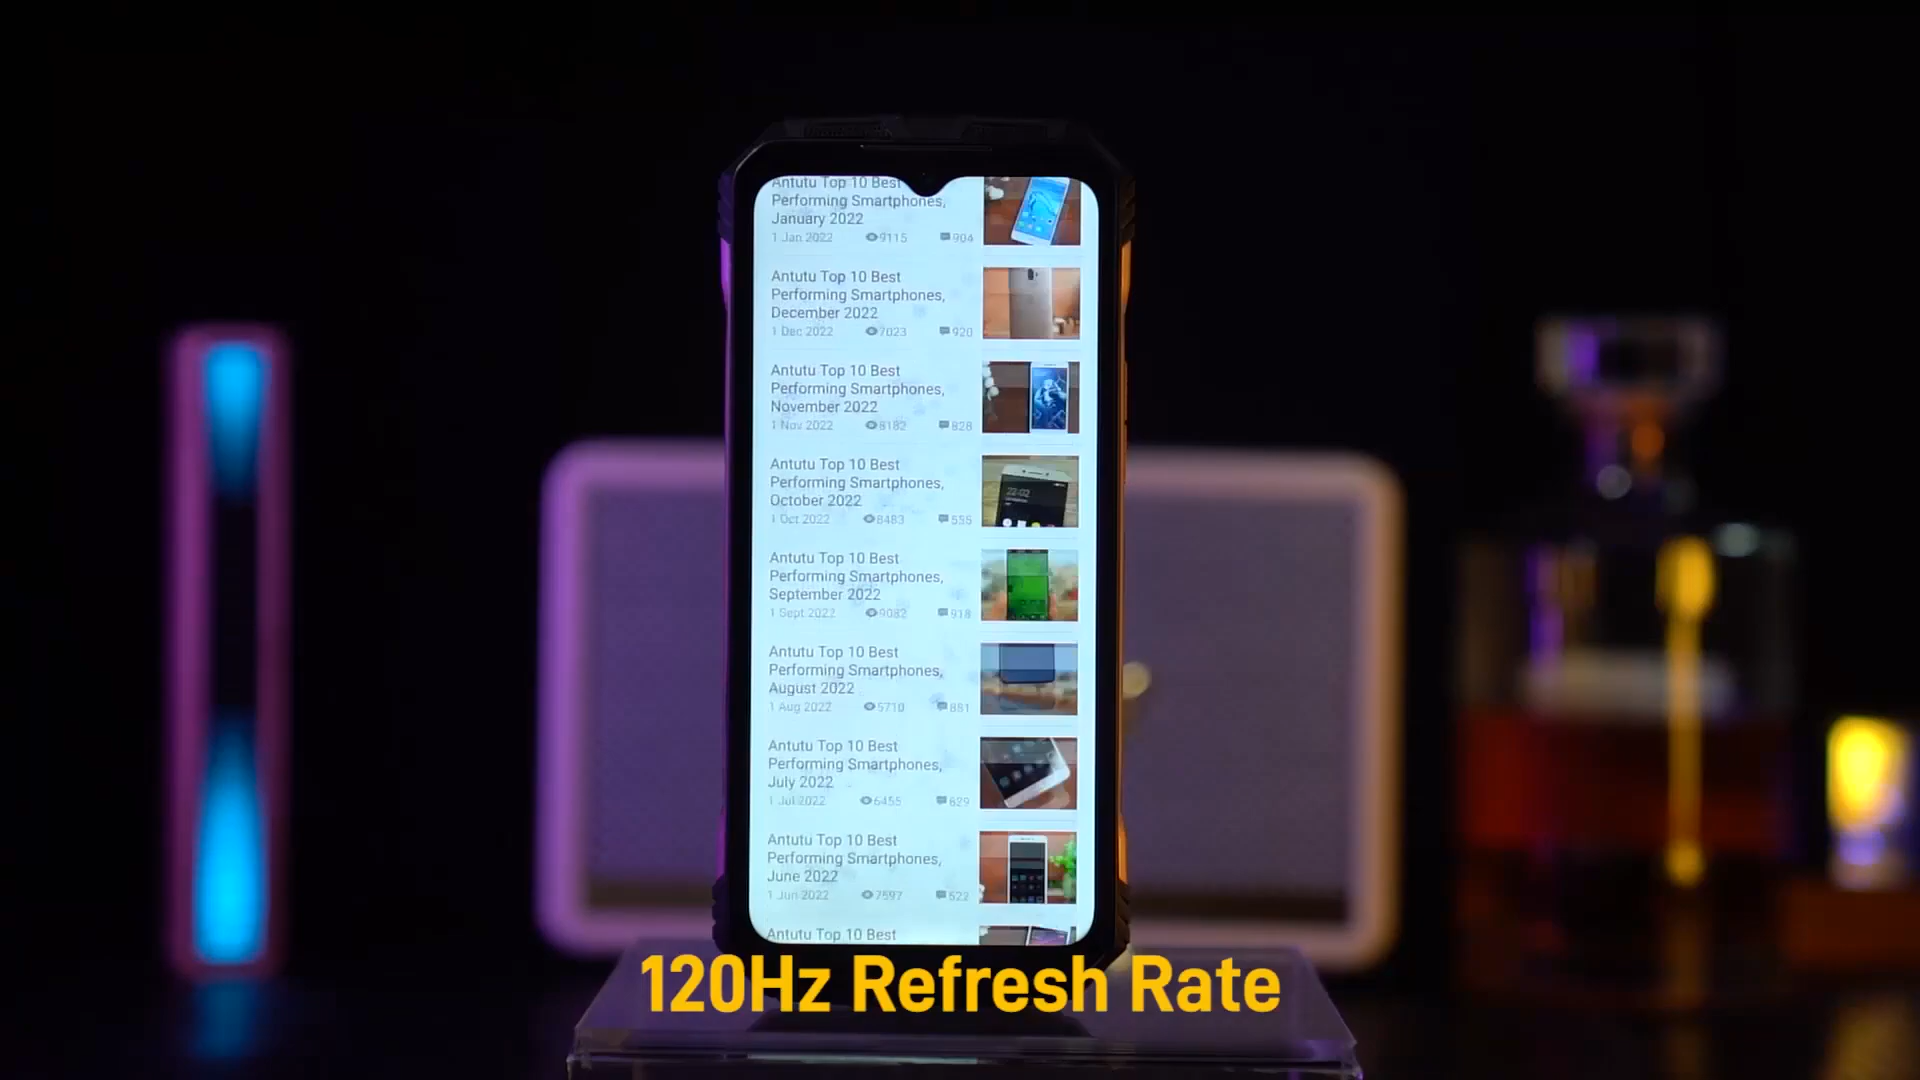 Antutu Top 10 Best
Performing Smartphones,
January 2022
1 Jan 2022 9115 904
Antutu Top 10 Best
Performing Smartphones,
December 2022
1 Dec 2022 7023 920
Antutu Top 10 Best
Performing Smartphones,
November 2022
1 Nov 2022 8182 828
Antutu Top 10 Best
Performing Smartphones,
October 2022
1 Oct 2022 8483 555
22:02
Antutu Top 10 Best
Performing Smartphones,
September 2022
1 Sept 2022 9082 918
Antutu Top 10 Best
Performing Smartphones,
August 2022
1 Aug 2022 5710 881
Antutu Top 10 Best
Performing Smartphones,
July 2022
1 Jul 2022 6455 829
Antutu Top 10 Best
Performing Smartphones,
June 2022
1 Jun 2022 7597 522
Antutu Top 10 Best
120Hz Refresh Rate